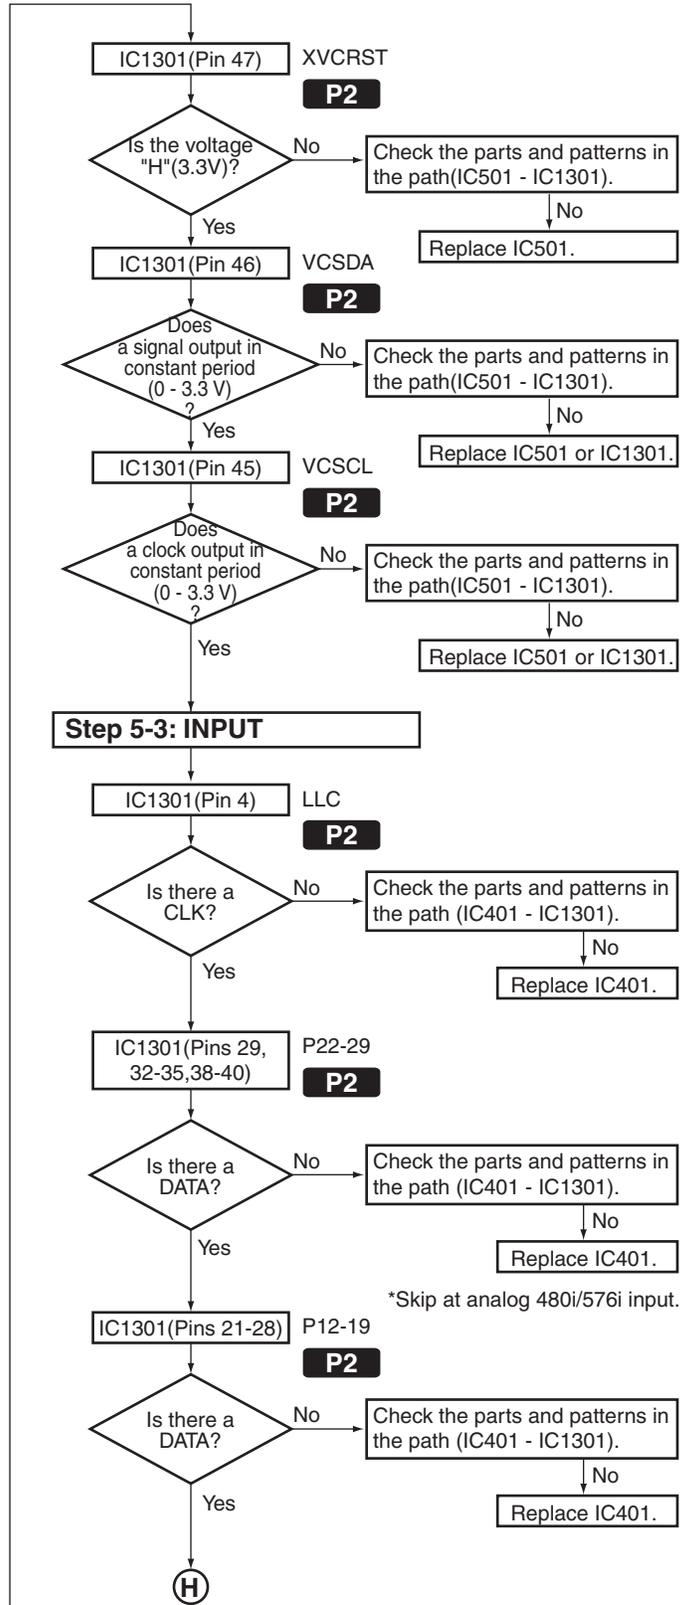 IC1301(Pin 47)
XVCRST
P2
Is the voltage
"H"(3.3V)?
No
Check the parts and patterns in
the path(IC501 - IC1301).
No
Replace IC501.
Yes
IC1301(Pin 46)
VCSDA
P2
Does
a signal output in
constant period
(0 - 3.3 V)
?
No
Check the parts and patterns in
the path(IC501 - IC1301).
No
Replace IC501 or IC1301.
Yes
IC1301(Pin 45)
VCSCL
P2
Does
a clock output in
constant period
(0 - 3.3 V)
?
No
Check the parts and patterns in
the path(IC501 - IC1301).
No
Replace IC501 or IC1301.
Yes
Step 5-3: INPUT
IC1301(Pin 4)
LLC
P2
Is there a
CLK?
No
Check the parts and patterns in
the path (IC401 - IC1301).
No
Replace IC401.
Yes
IC1301(Pins 29,
32-35,38-40)
P22-29
P2
Is there a
DATA?
No
Check the parts and patterns in
the path (IC401 - IC1301).
No
Replace IC401.
Yes
*Skip at analog 480i/576i input.
IC1301(Pins 21-28)
P12-19
P2
Is there a
DATA?
No
Check the parts and patterns in
the path (IC401 - IC1301).
No
Replace IC401.
Yes
H